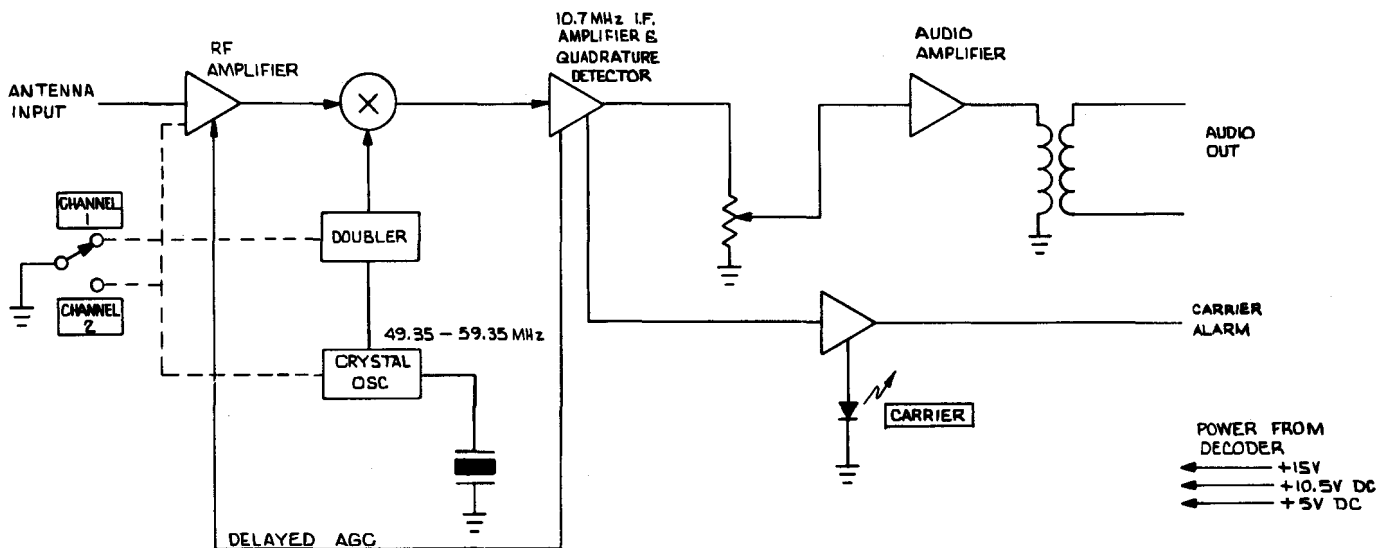 10.7MHz I.F.
AMPLIFIER &
QUADRATURE
DETECTOR
RF
AMPLIFIER
AUDIO
AMPLIFIER
ANTENNA
INPUT
AUDIO
OUT
CHANNEL
1
DOUBLER
CHANNEL
2
49.35 - 59.35 MHz
CRYSTAL
OSC
CARRIER
ALARM
CARRIER
POWER FROM
DECODER
+15V
+10.5V DC
+5V DC
DELAYED AGC